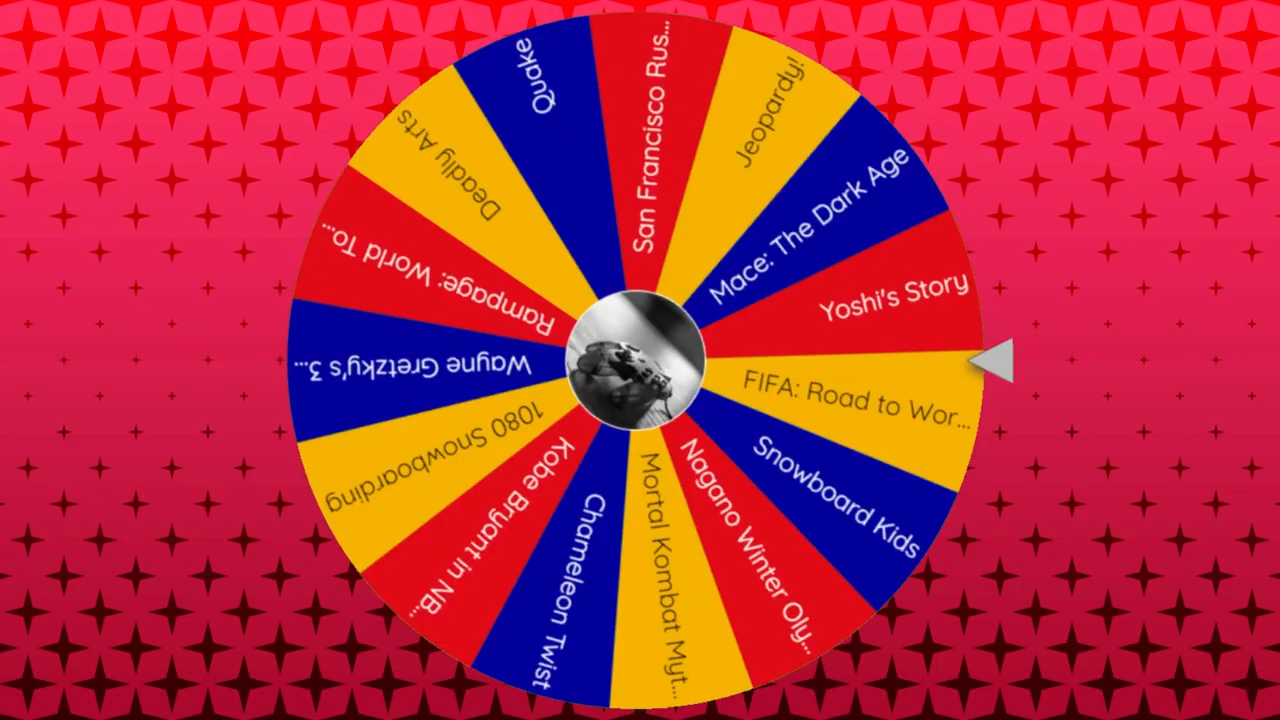 San Francisco Rus...
Jeopardy!
Mace: The Dark Age
Yoshi's Story
FIFA: Road to Wor...
Snowboard Kids
Nagano Winter Oly...
Mortal Kombat Myt...
Chameleon Twist
Kobe Bryant in NB...
1080 Snowboarding
Wayne Gretzky's 3...
Rampage: World To...
Deadly Arts
Quake